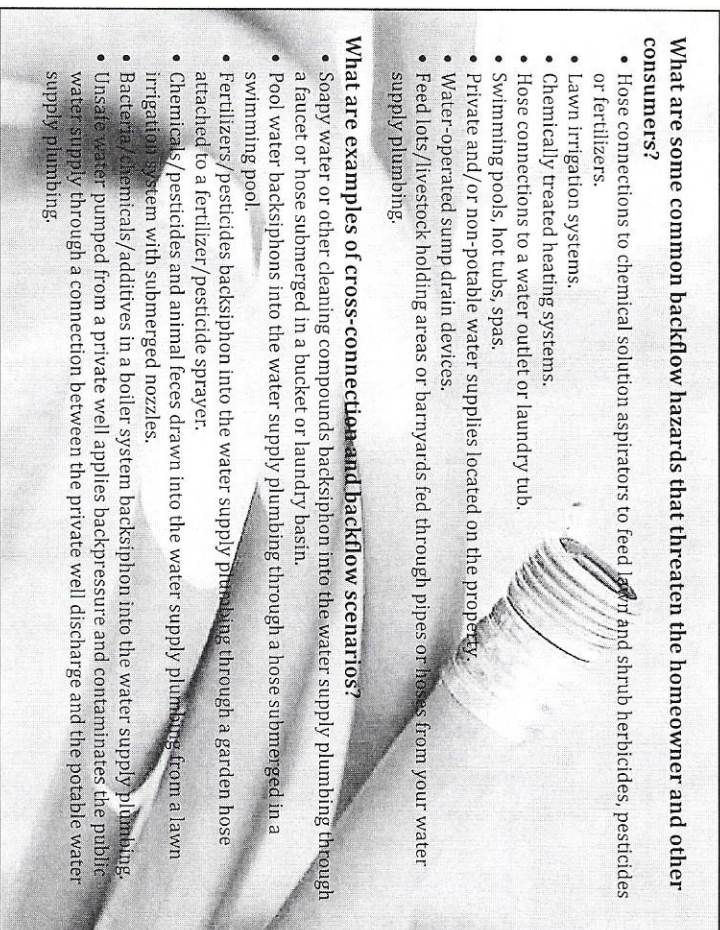 What are some common backflow hazards that threaten the homeowner and other
consumers?
• Hose connections to chemical solution aspirators to feed lawn and shrub herbicides, pesticides
or fertilizers.
• Lawn irrigation systems.
• Chemically treated heating systems.
• Hose connections to a water outlet or laundry tub.
• Swimming pools, hot tubs, spas.
• Private and/or non-potable water supplies located on the property.
• Water-operated sump drain devices.
• Feed lots/livestock holding areas or barnyards fed through pipes or hoses from your water
supply plumbing.
What are examples of cross-connection and backflow scenarios?
• Soapy water or other cleaning compounds backsiphon into the water supply plumbing through
a faucet or hose submerged in a bucket or laundry basin.
• Pool water backsiphons into the water supply plumbing through a hose submerged in a
swimming pool.
• Fertilizers/pesticides backsiphon into the water supply plumbing through a garden hose
attached to a fertilizer/pesticide sprayer.
• Chemicals/pesticides and animal feces drawn into the water supply plumbing from a lawn
irrigation system with submerged nozzles.
• Bacteria/chemicals/additives in a boiler system backsiphon into the water supply plumbing.
• Unsafe water pumped from a private well applies backpressure and contaminates the public
water supply through a connection between the private well discharge and the potable water
supply plumbing.